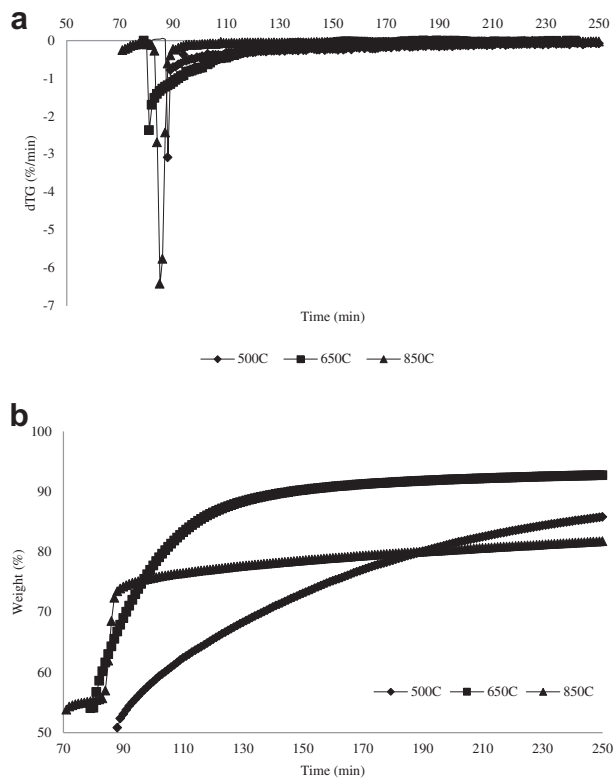 a
50 70 90 110 130 150 170 190 210 230 250
0
-1
-2
-3
-4
-5
-6
-7
dTG (%/min)
Time (min)
500C 650C 850C
b
100
90
80
70
60
50
Weight (%)
500C 650C 850C
70 90 110 130 150 170 190 210 230 250
Time (min)